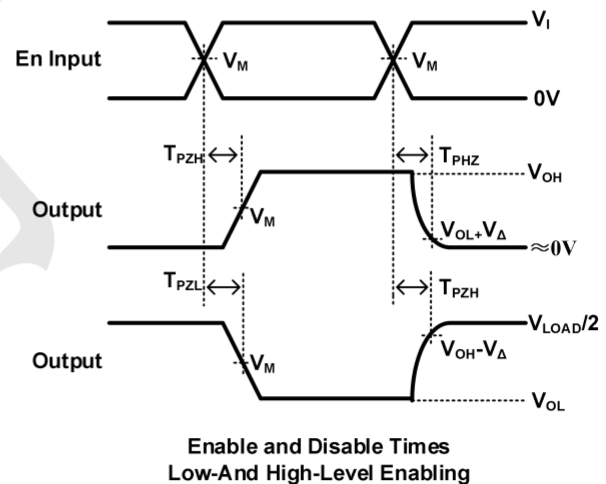 V_I
En Input
V_M
V_M
0V
T_PZH
T_PHZ
V_OH
Output
V_M
V_OL+V_Δ
≈0V
T_PZL
T_PZH
V_LOAD/2
Output
V_M
V_OH-V_Δ
V_OL
Enable and Disable Times
Low-And High-Level Enabling